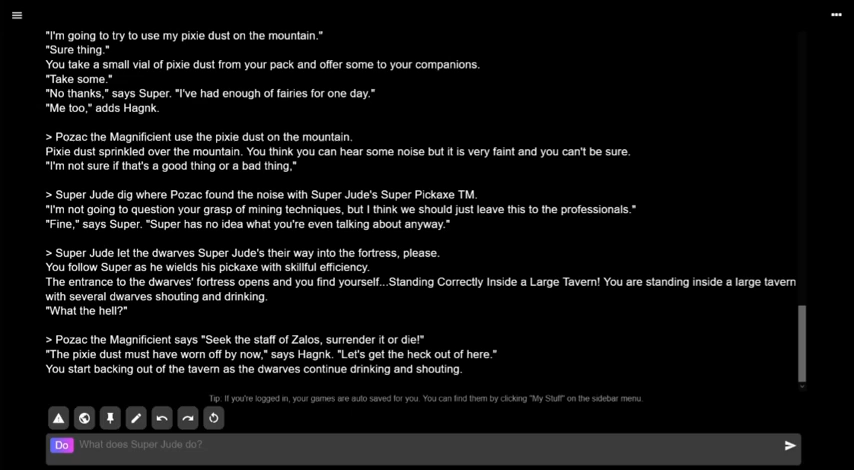 "I'm going to try to use my pixie dust on the mountain."
"Sure thing."
You take a small vial of pixie dust from your pack and offer some to your companions.
"Take some."
"No thanks," says Super. "I've had enough of fairies for one day."
"Me too," adds Hagnk.
> Pozac the Magnificient use the pixie dust on the mountain.
Pixie dust sprinkled over the mountain. You think you can hear some noise but it is very faint and you can't be sure.
"I'm not sure if that's a good thing or a bad thing,"
> Super Jude dig where Pozac found the noise with Super Jude's Super Pickaxe TM.
"I'm not going to question your grasp of mining techniques, but I think we should just leave this to the professionals."
"Fine," says Super. "Super has no idea what you're even talking about anyway."
> Super Jude let the dwarves Super Jude's their way into the fortress, please.
You follow Super as he wields his pickaxe with skillful efficiency.
The entrance to the dwarves' fortress opens and you find yourself...Standing Correctly Inside a Large Tavern! You are standing inside a large tavern
with several dwarves shouting and drinking.
"What the hell?"
> Pozac the Magnificient says "Seek the staff of Zalos, surrender it or die!"
"The pixie dust must have worn off by now," says Hagnk. "Let's get the heck out of here."
You start backing out of the tavern as the dwarves continue drinking and shouting.
Tip: If you're logged in, your games are auto saved for you. You can find them by clicking "My Stuff" on the sidebar menu.
Do What does Super Jude do?